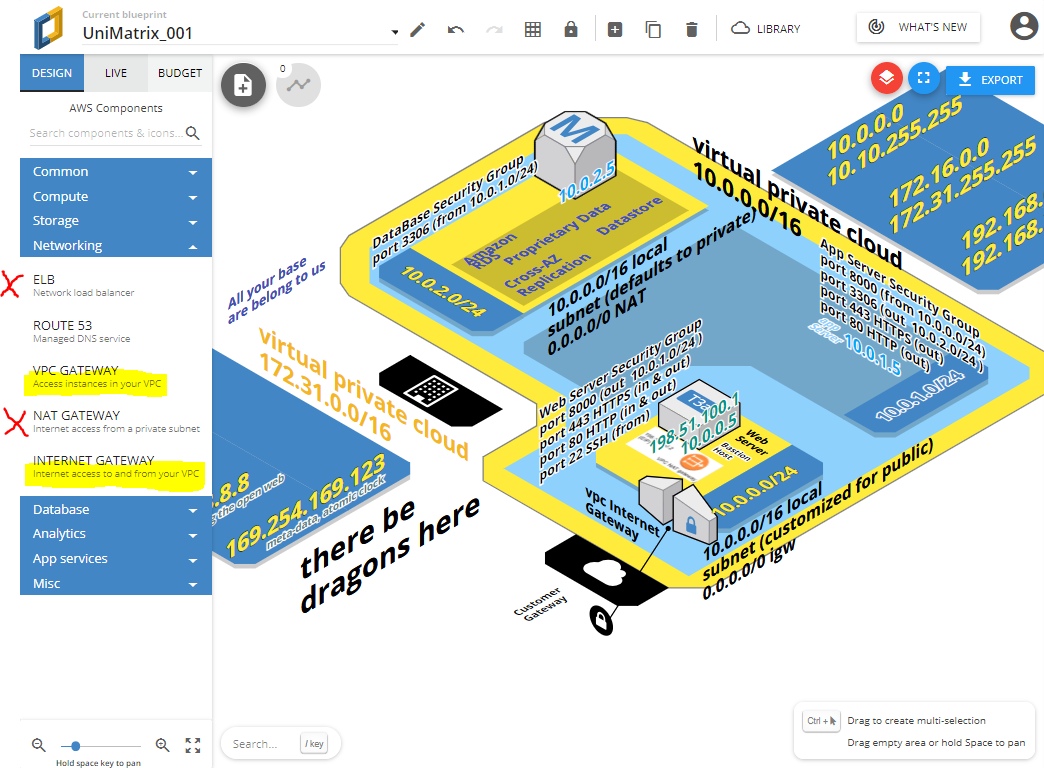 Current blueprint
UniMatrix_001
LIBRARY
WHAT'S NEW
DESIGN
LIVE
BUDGET
0
EXPORT
AWS Components
Search components & icons...
Common
Compute
Storage
Networking
ELB
Network load balancer
ROUTE 53
Managed DNS service
VPC GATEWAY
Access instances in your VPC
NAT GATEWAY
Internet access from a private subnet
INTERNET GATEWAY
Internet access to and from your VPC
Database
Analytics
App services
Misc
Hold space key to pan
M
10.0.2.5
DataBase Security Group
port 3306 (from 10.0.1.0/24)
Amazon
RDS
Proprietary Data
Datastore
Cross-AZ
Replication
10.0.2.0/24
10.0.0.0/16 local
subnet (defaults to private)
0.0.0.0/0 NAT
virtual private cloud
10.0.0.0/16
10.0.0.0
10.10.255.255
172.16.0.0
172.31.255.255
192.168.
192.168.
App Server Security Group
port 8000 (from 10.0.0.0/24)
port 3306 (out 10.0.2.0/24)
port 443 HTTPS (out)
port 80 HTTP (out)
app
server
10.0.1.5
10.0.1.0/24
All your base
are belong to us
virtual private cloud
172.31.0.0/16
Web Server Security Group
port 8000 (out 10.0.1.0/24)
port 443 HTTPS (in & out)
port 80 HTTP (in & out)
port 22 SSH (from)
198.51.100.1
10.0.0.5
Web
Server
Bastion
Host
VPC NAT gateway
10.0.0.0/24
vpc Internet
Gateway
10.0.0.0/16 local
subnet (customized for public)
0.0.0.0/0 igw
.8.8
the open web
169.254.169.123
meta-data, atomic clock
there be
dragons here
Customer
Gateway
Search...
/ key
Ctrl +
Drag to create multi-selection
Drag empty area or hold Space to pan